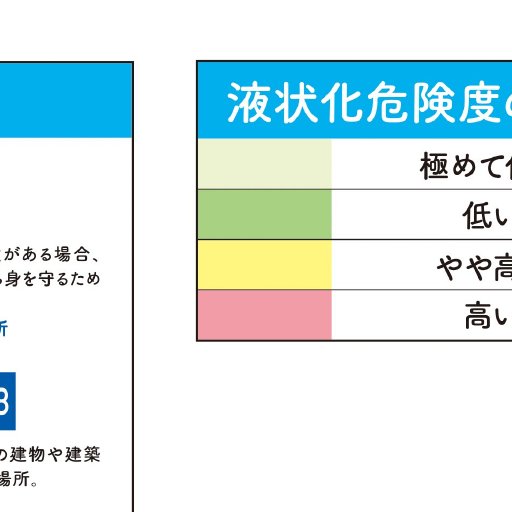 がある場合、
身を守るため
所
の建物や建築
場所。
液状化危険度の
極めて
低い
やや高
高い